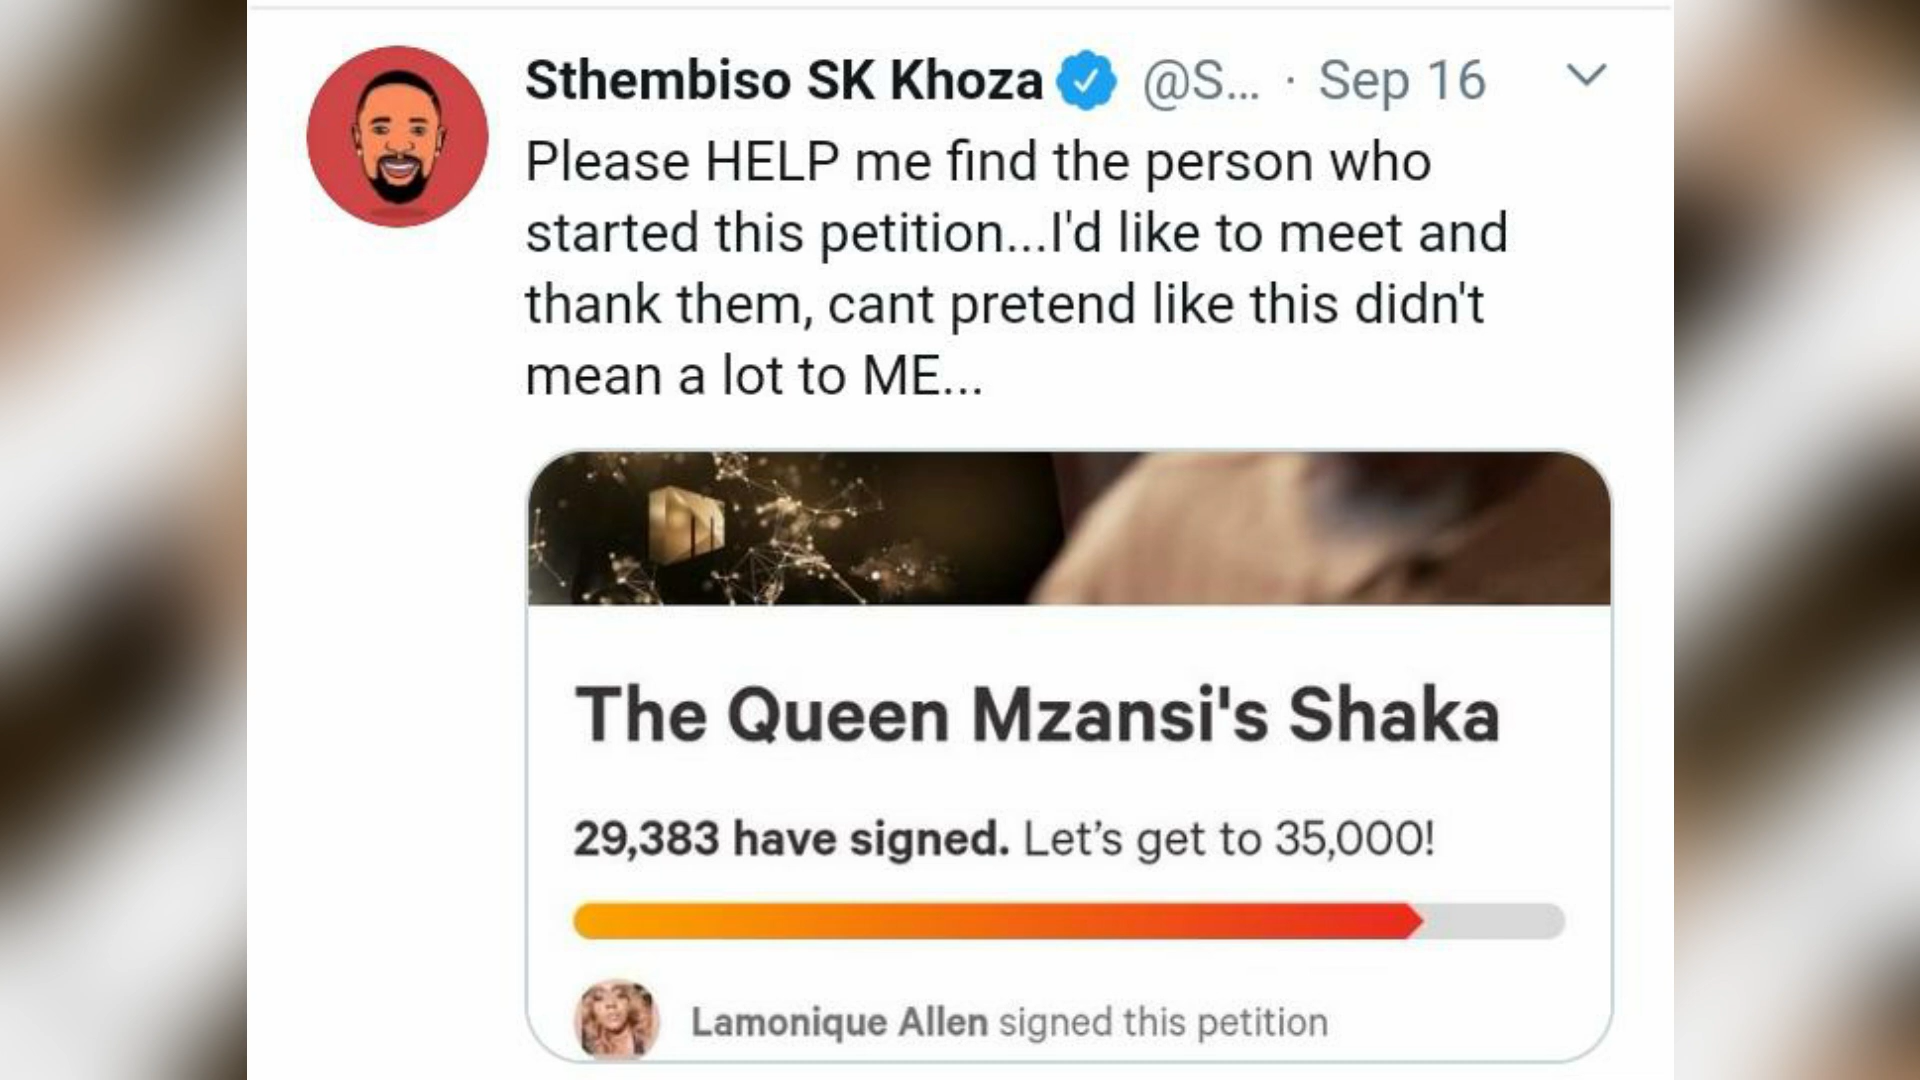 Sthembiso SK Khoza @S... · Sep 16
Please HELP me find the person who
started this petition...I'd like to meet and
thank them, cant pretend like this didn't
mean a lot to ME...
m
The Queen Mzansi's Shaka
29,383 have signed. Let’s get to 35,000!
Lamonique Allen signed this petition